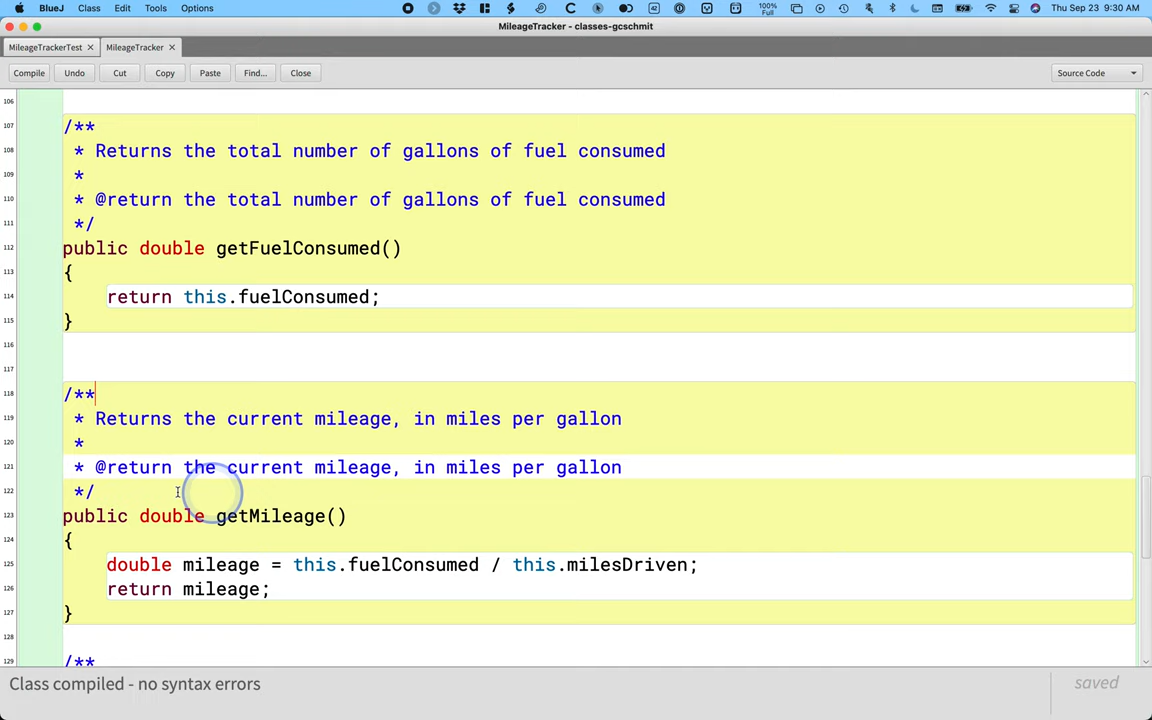 BlueJ Class Edit Tools Options 42 100% Full Thu Sep 23 9:30 AM
MileageTracker - classes-gcschmit
MileageTrackerTest MileageTracker
Compile Undo Cut Copy Paste Find... Close Source Code
106
107 /**
108 * Returns the total number of gallons of fuel consumed
109 *
110 * @return the total number of gallons of fuel consumed
111 */
112 public double getFuelConsumed()
113 {
114 return this.fuelConsumed;
115 }
116
117
118 /**
119 * Returns the current mileage, in miles per gallon
120 *
121 * @return the current mileage, in miles per gallon
122 */
123 public double getMileage()
124 {
125 double mileage = this.fuelConsumed / this.milesDriven;
126 return mileage;
127 }
128
129 /**
Class compiled - no syntax errors saved